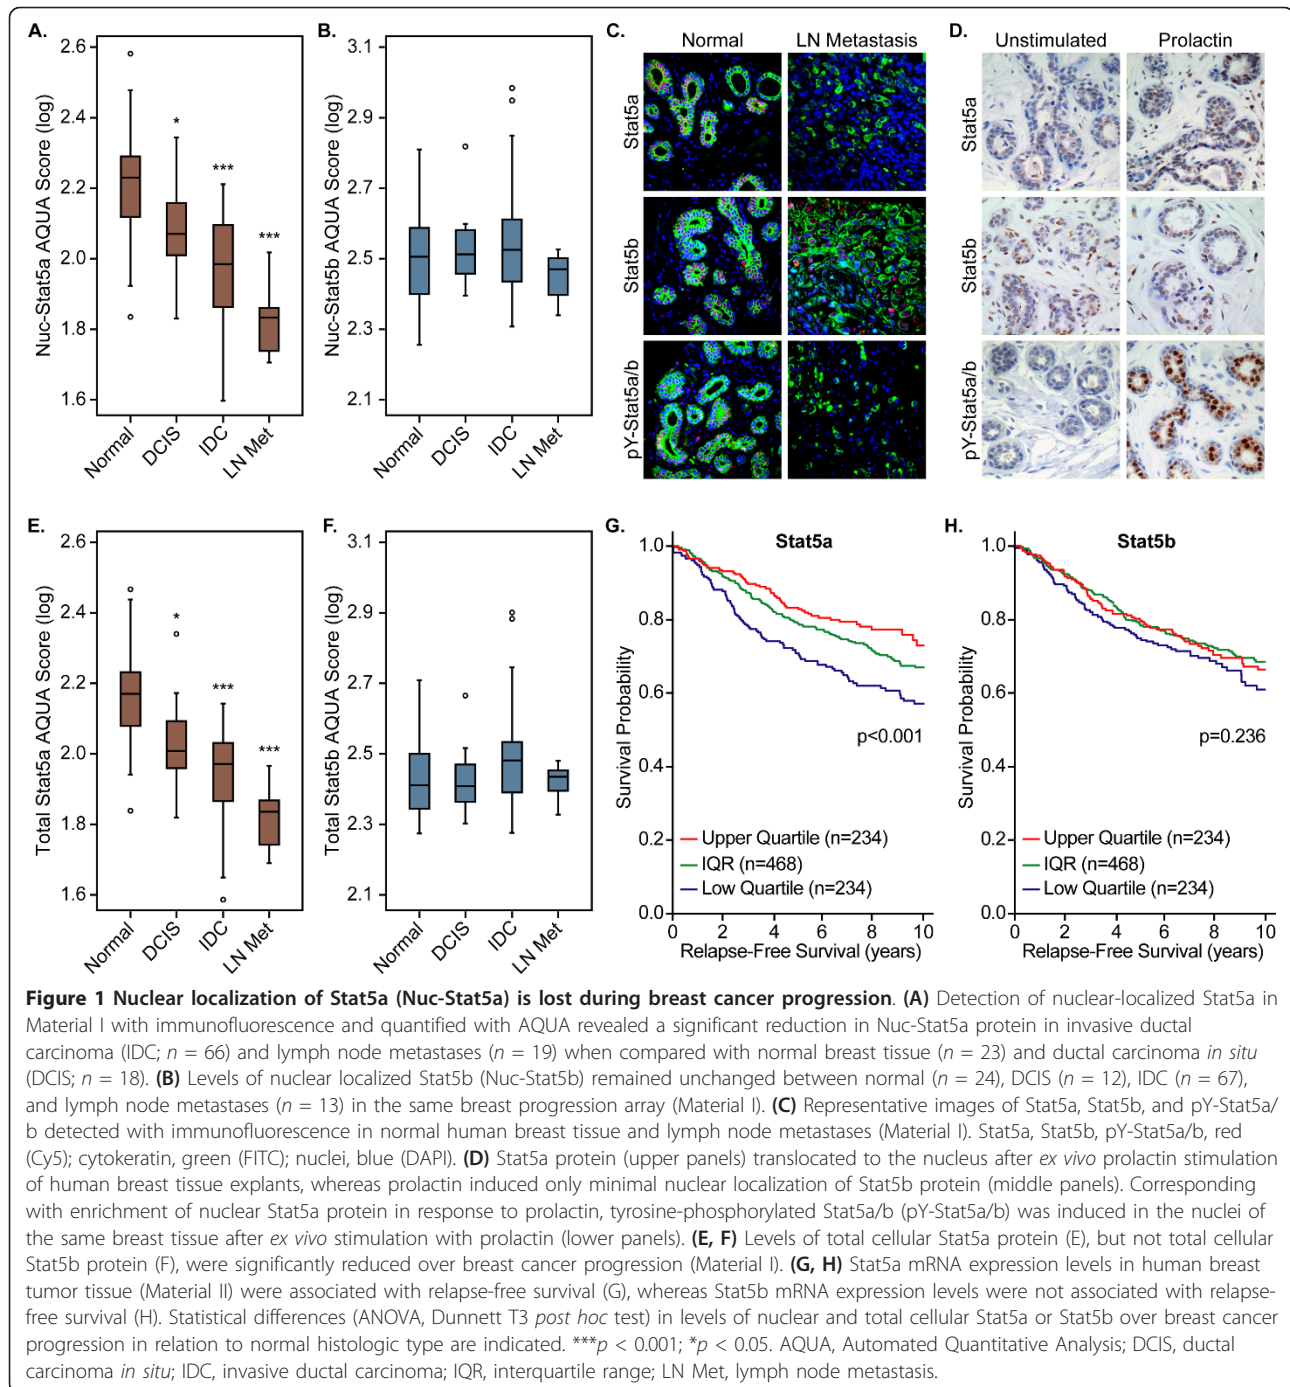 A.
2.6
2.4
2.2
2.0
1.8
1.6
Nuc-Stat5a AQUA Score (log)
*
***
***
Normal
DCIS
IDC
LN Met
B.
3.1
2.9
2.7
2.5
2.3
2.1
Nuc-Stat5b AQUA Score (log)
Normal
DCIS
IDC
LN Met
C.
Normal
LN Metastasis
Stat5a
Stat5b
pY-Stat5a/b
D.
Unstimulated
Prolactin
Stat5a
Stat5b
pY-Stat5a/b
E.
2.6
2.4
2.2
2.0
1.8
1.6
Total Stat5a AQUA Score (log)
*
***
***
Normal
DCIS
IDC
LN Met
F.
3.1
2.9
2.7
2.5
2.3
2.1
Total Stat5b AQUA Score (log)
Normal
DCIS
IDC
LN Met
G.
Stat5a
1.0
0.8
0.6
0.4
0.2
0.0
Survival Probability
p<0.001
Upper Quartile (n=234)
IQR (n=468)
Low Quartile (n=234)
0 2 4 6 8 10
Relapse-Free Survival (years)
H.
Stat5b
1.0
0.8
0.6
0.4
0.2
0.0
Survival Probability
p=0.236
Upper Quartile (n=234)
IQR (n=468)
Low Quartile (n=234)
0 2 4 6 8 10
Relapse-Free Survival (years)
Figure 1 Nuclear localization of Stat5a (Nuc-Stat5a) is lost during breast cancer progression. (A) Detection of nuclear-localized Stat5a in
Material I with immunofluorescence and quantified with AQUA revealed a significant reduction in Nuc-Stat5a protein in invasive ductal
carcinoma (IDC; n = 66) and lymph node metastases (n = 19) when compared with normal breast tissue (n = 23) and ductal carcinoma in situ
(DCIS; n = 18). (B) Levels of nuclear localized Stat5b (Nuc-Stat5b) remained unchanged between normal (n = 24), DCIS (n = 12), IDC (n = 67),
and lymph node metastases (n = 13) in the same breast progression array (Material I). (C) Representative images of Stat5a, Stat5b, and pY-Stat5a/
b detected with immunofluorescence in normal human breast tissue and lymph node metastases (Material I). Stat5a, Stat5b, pY-Stat5a/b, red
(Cy5); cytokeratin, green (FITC); nuclei, blue (DAPI). (D) Stat5a protein (upper panels) translocated to the nucleus after ex vivo prolactin stimulation
of human breast tissue explants, whereas prolactin induced only minimal nuclear localization of Stat5b protein (middle panels). Corresponding
with enrichment of nuclear Stat5a protein in response to prolactin, tyrosine-phosphorylated Stat5a/b (pY-Stat5a/b) was induced in the nuclei of
the same breast tissue after ex vivo stimulation with prolactin (lower panels). (E, F) Levels of total cellular Stat5a protein (E), but not total cellular
Stat5b protein (F), were significantly reduced over breast cancer progression (Material I). (G, H) Stat5a mRNA expression levels in human breast
tumor tissue (Material II) were associated with relapse-free survival (G), whereas Stat5b mRNA expression levels were not associated with relapse-
free survival (H). Statistical differences (ANOVA, Dunnett T3 post hoc test) in levels of nuclear and total cellular Stat5a or Stat5b over breast cancer
progression in relation to normal histologic type are indicated. ***p < 0.001; *p < 0.05. AQUA, Automated Quantitative Analysis; DCIS, ductal
carcinoma in situ; IDC, invasive ductal carcinoma; IQR, interquartile range; LN Met, lymph node metastasis.